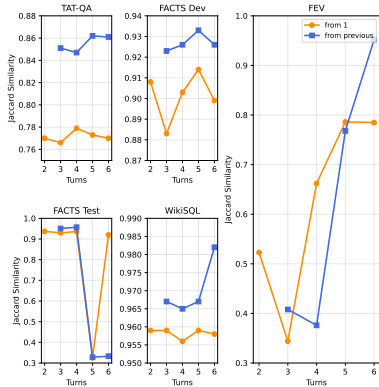 TAT-QA
Jaccard Similarity
0.88
0.86
0.84
0.82
0.80
0.78
0.76
2 3 4 5 6
Turns
FACTS Dev
0.94
0.93
0.92
0.91
0.90
0.89
0.88
0.87
2 3 4 5 6
Turns
FEV
from 1
from previous
Jaccard Similarity
1.0
0.9
0.8
0.7
0.6
0.5
0.4
0.3
2 3 4 5 6
Turns
FACTS Test
Jaccard Similarity
1.0
0.9
0.8
0.7
0.6
0.5
0.4
0.3
2 3 4 5 6
Turns
WikiSQL
0.990
0.985
0.980
0.975
0.970
0.965
0.960
0.955
0.950
2 3 4 5 6
Turns